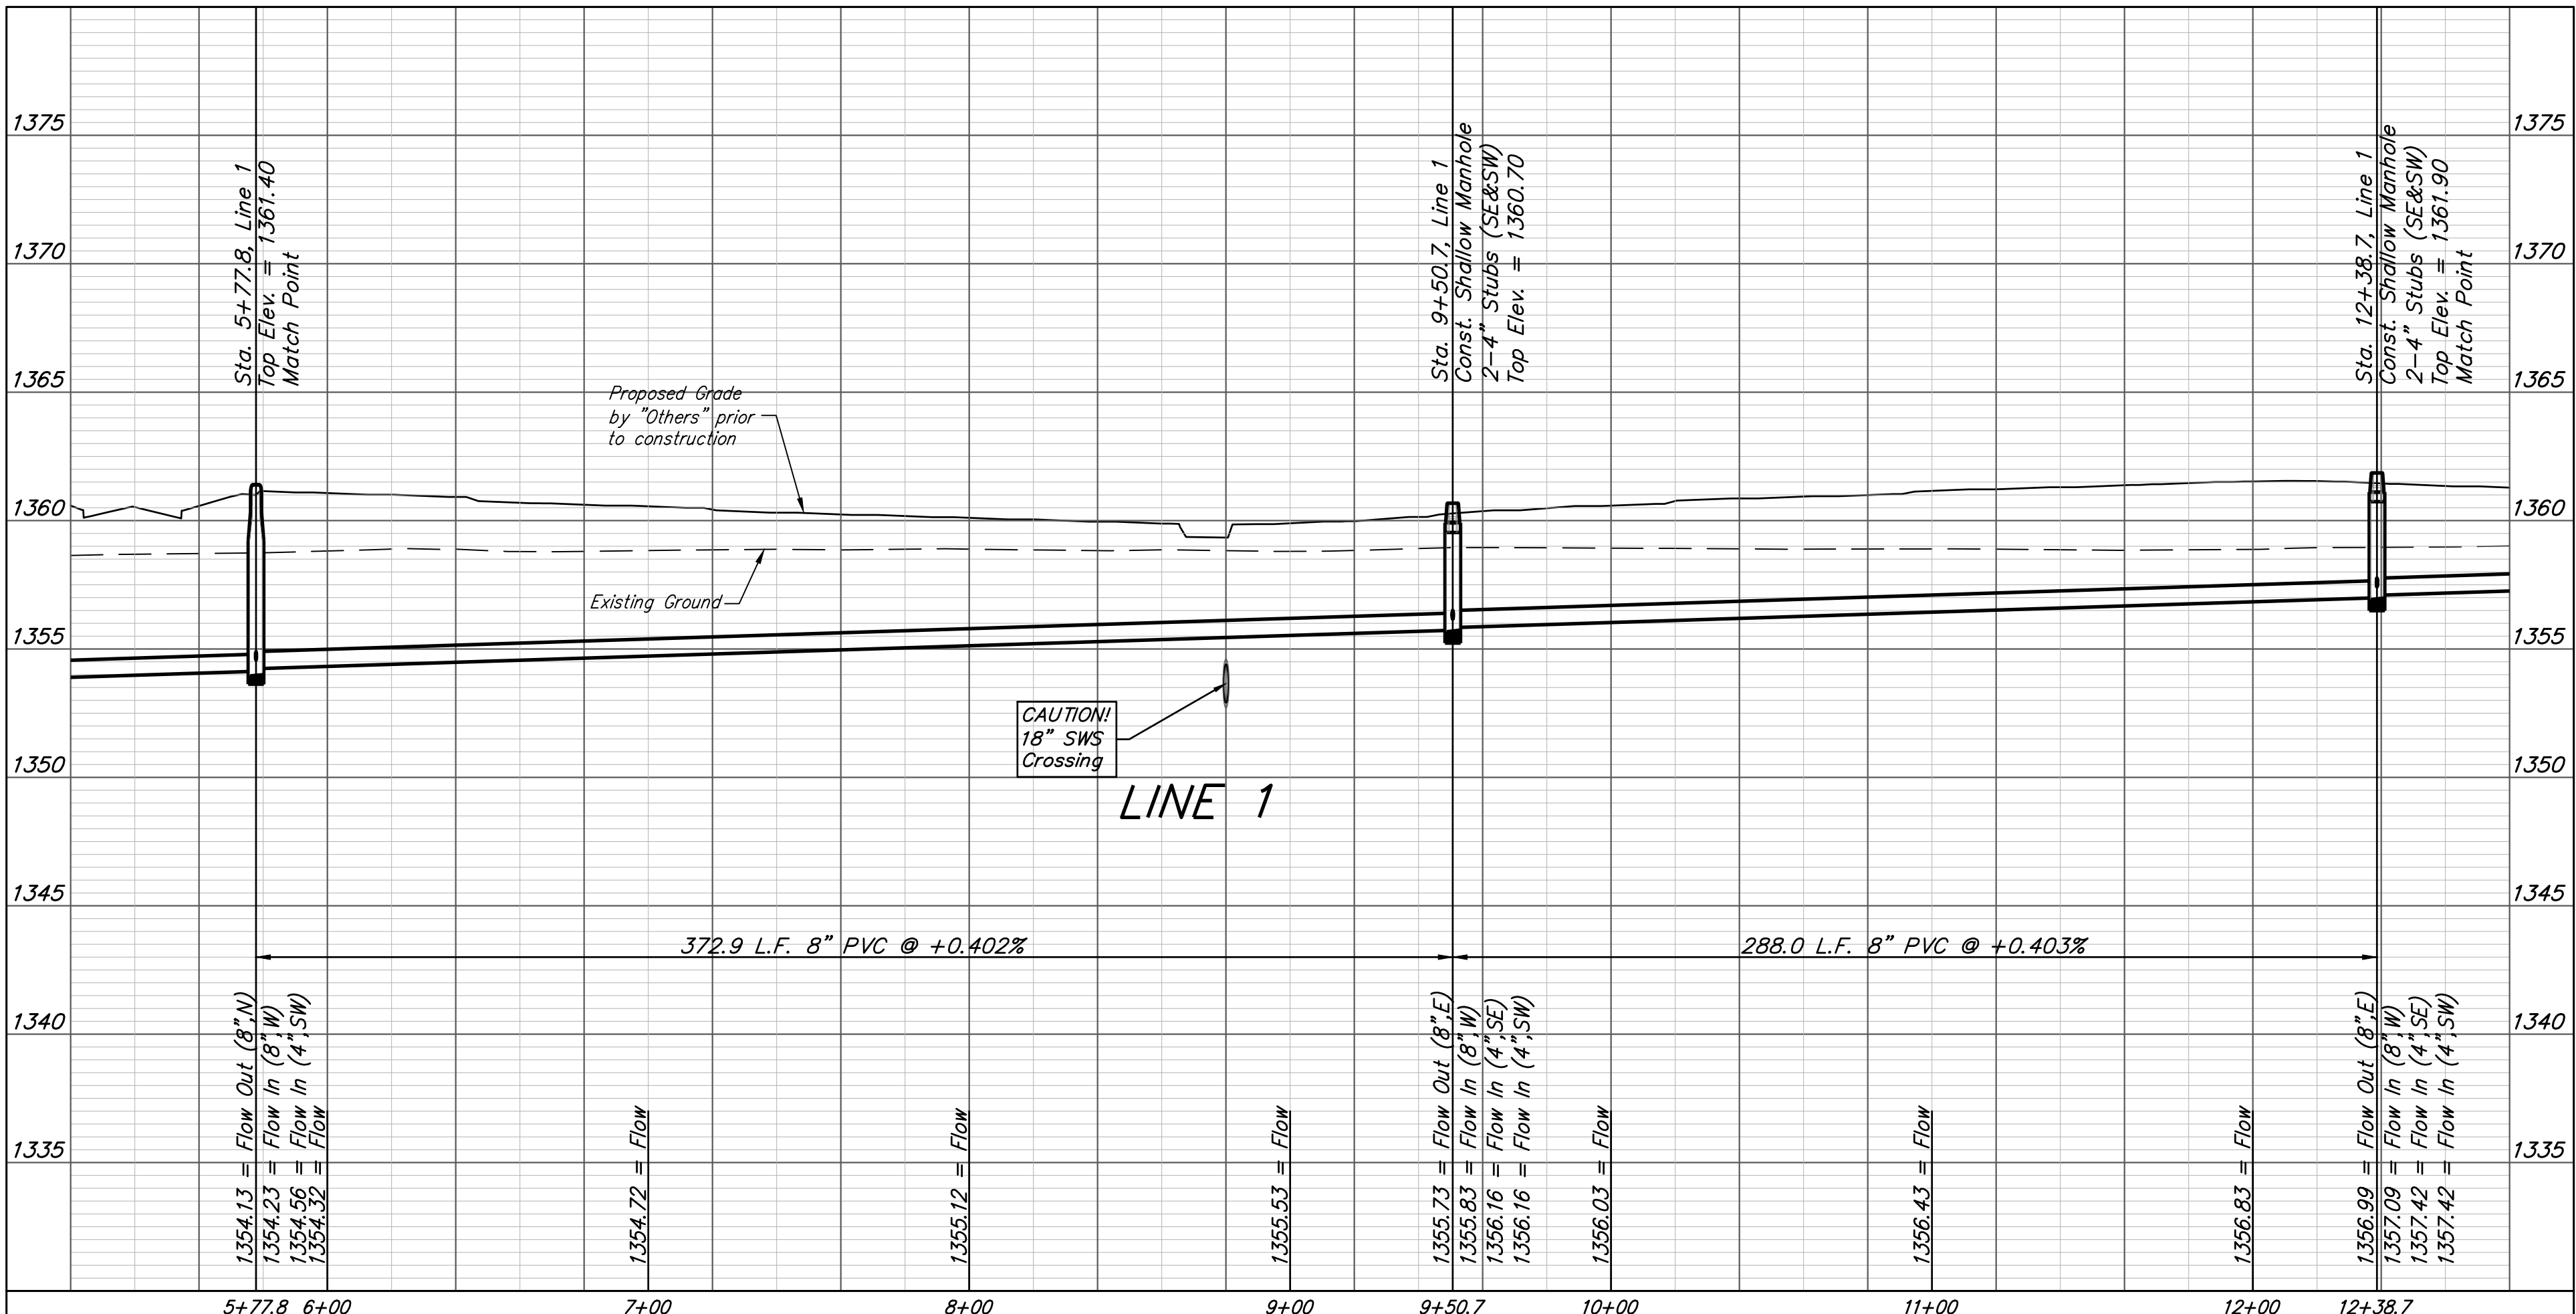 1375
1375
1370
1370
1365
1365
1360
1360
1355
1355
1350
1350
1345
1345
1340
1340
1335
1335
Sta. 5+77.8, Line 1
Top Elev. = 1361.40
Match Point
Sta. 9+50.7, Line 1
Const. Shallow Manhole
2-4" Stubs (SE&SW)
Top Elev. = 1360.70
Sta. 12+38.7, Line 1
Const. Shallow Manhole
2-4" Stubs (SE&SW)
Top Elev. = 1361.90
Match Point
Proposed Grade
by "Others" prior
to construction
Existing Ground
CAUTION!
18" SWS
Crossing
LINE 1
372.9 L.F. 8" PVC @ +0.402%
288.0 L.F. 8" PVC @ +0.403%
1354.13 = Flow Out (8",N)
1354.23 = Flow In (8",W)
1354.56 = Flow In (4",SW)
1354.32 = Flow
1354.72 = Flow
1355.12 = Flow
1355.53 = Flow
1355.73 = Flow Out (8",E)
1355.83 = Flow In (8",W)
1356.16 = Flow In (4",SE)
1356.16 = Flow In (4",SW)
1356.03 = Flow
1356.43 = Flow
1356.83 = Flow
1356.99 = Flow Out (8",E)
1357.09 = Flow In (8",W)
1357.42 = Flow In (4",SE)
1357.42 = Flow In (4",SW)
5+77.8 6+00 7+00 8+00 9+00 9+50.7 10+00 11+00 12+00 12+38.7